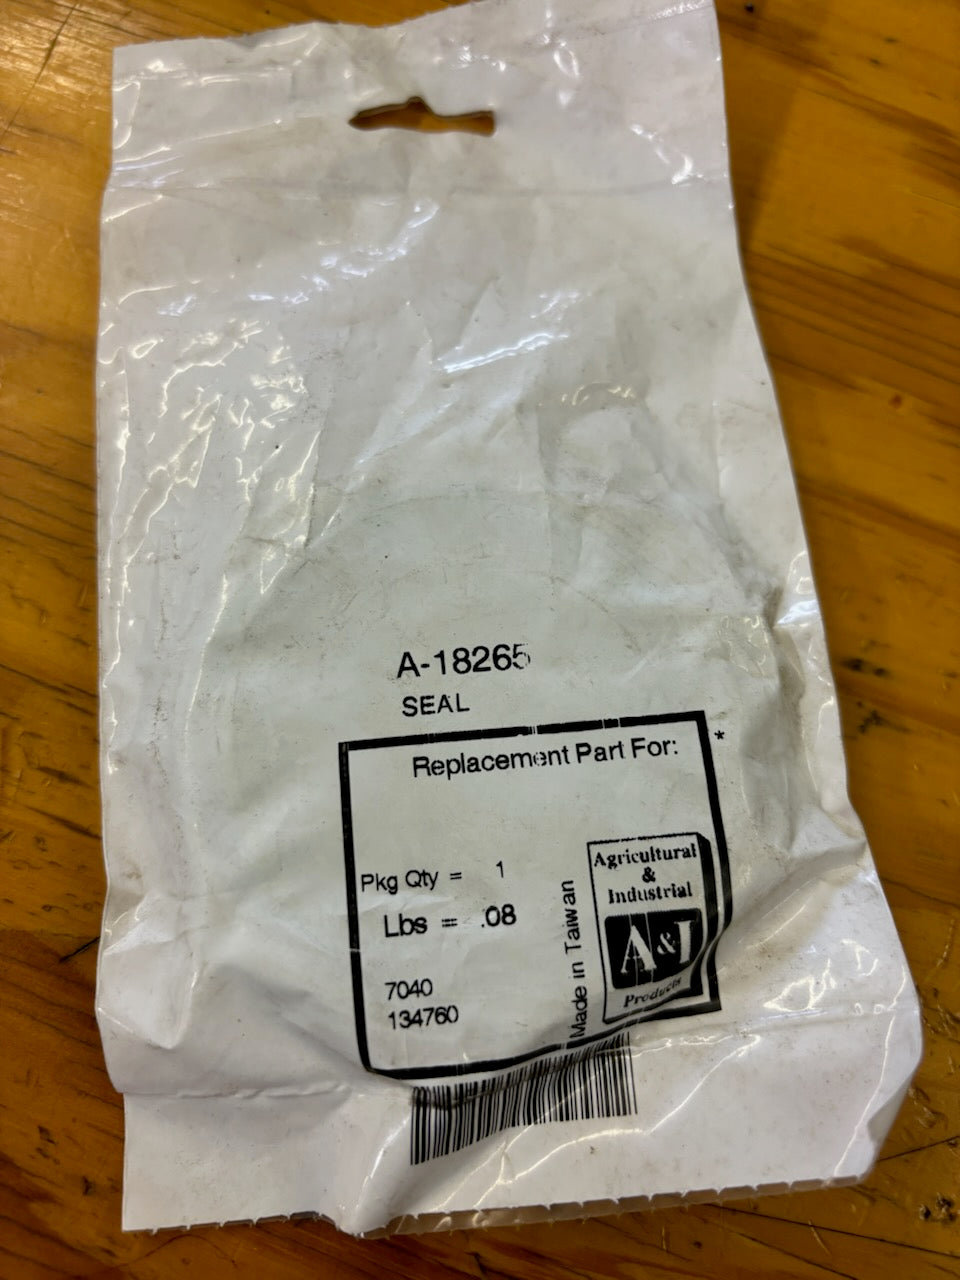 A-18265
SEAL
Replacement Part For:
*
Pkg Qty = 1
Lbs = .08
7040
134760
Made in Taiwan
Agricultural
&
Industrial
A&I
Products